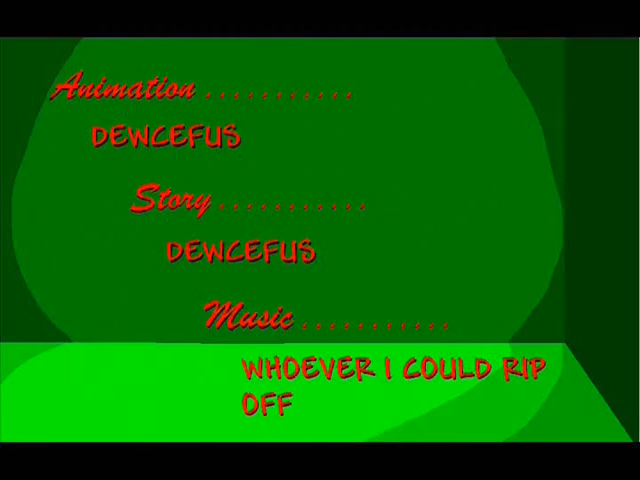 Animation ...........
DEWCEFUS
Story ...........
DEWCEFUS
Music ...........
WHOEVER I COULD RIP
OFF